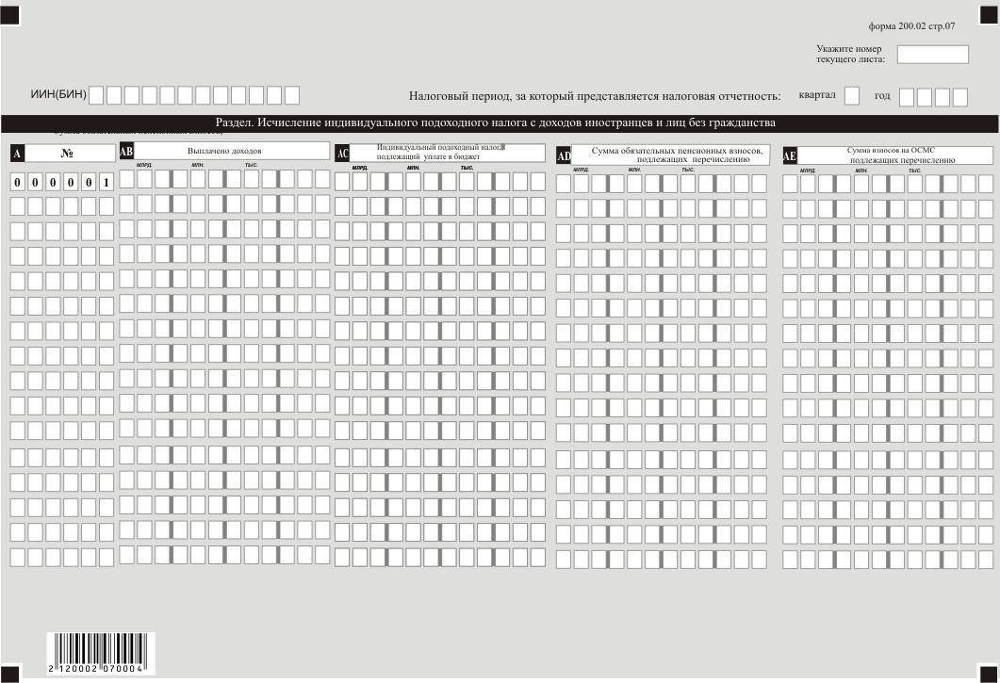 форма 200.02 стр.07
Укажите номер
текущего листа:
ИИН(БИН)
Налоговый период, за который представляется налоговая отчетность: квартал год
Раздел. Исчисление индивидуального подоходного налога с доходов иностранцев и лиц без гражданства
A №
AB Выплачено доходов
AC Индивидуальный подоходный налог,
подлежащий уплате в бюджет
AD Сумма обязательных пенсионных взносов,
подлежащих перечислению
AE Сумма взносов на ОСМС
подлежащих перечислению
МЛРД. МЛН. ТЫС. МЛРД. МЛН. ТЫС. МЛРД. МЛН. ТЫС. МЛРД. МЛН. ТЫС.
0 0 0 0 0 1
2 120002 070004